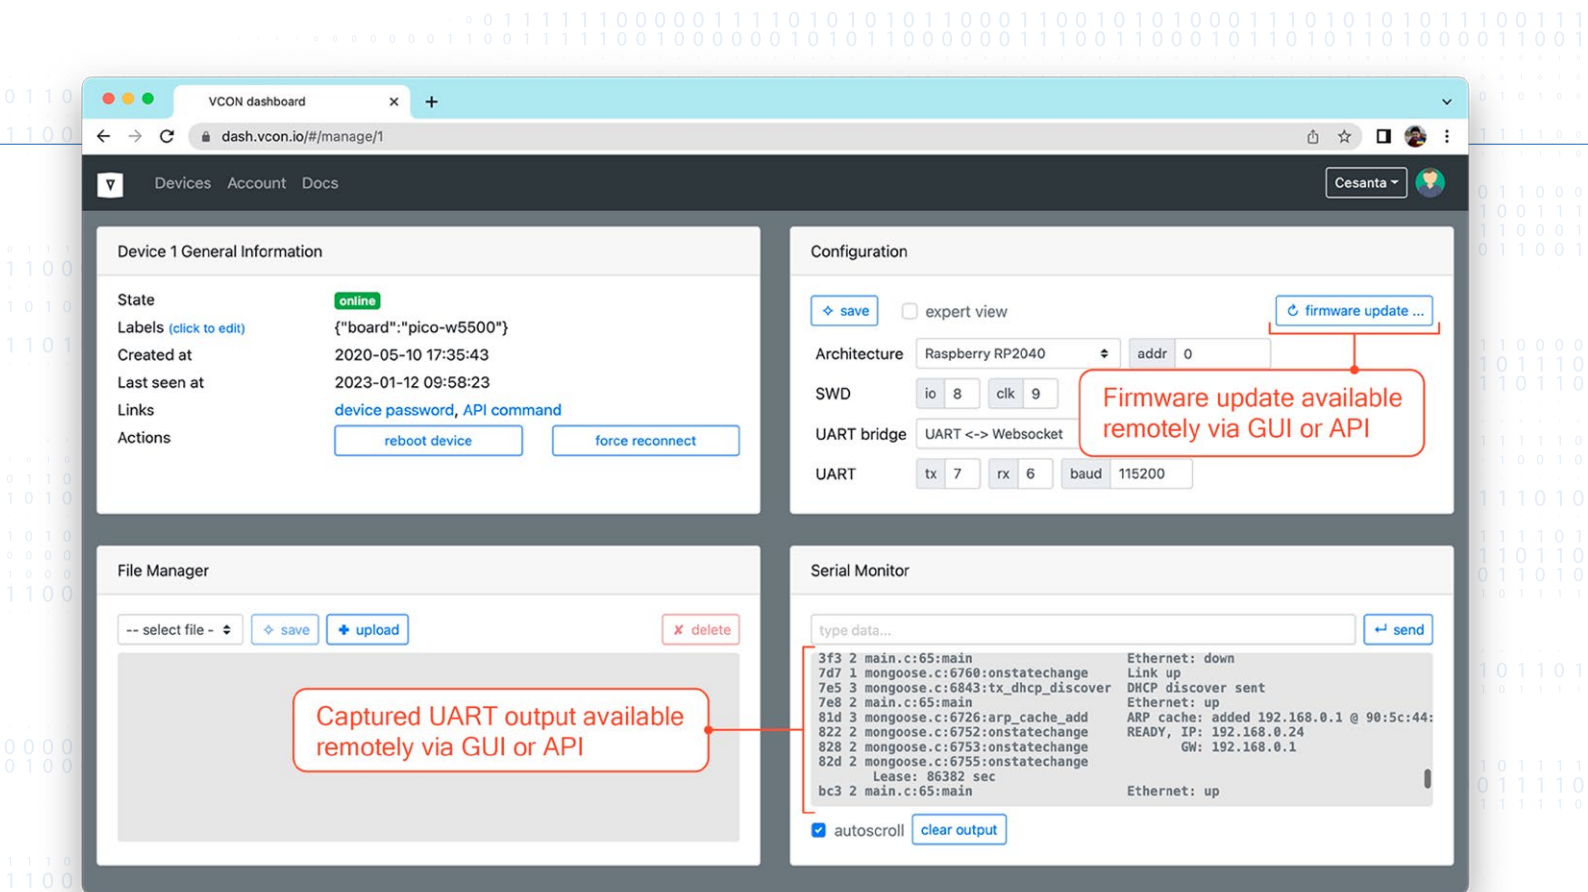 VCON dashboard
dash.vcon.io/#/manage/1
Devices Account Docs
Cesanta
Device 1 General Information
State online
Labels (click to edit) {"board":"pico-w5500"}
Created at 2020-05-10 17:35:43
Last seen at 2023-01-12 09:58:23
Links device password, API command
Actions reboot device force reconnect
Configuration
save expert view firmware update ...
Architecture Raspberry RP2040 addr 0
SWD io 8 clk 9
UART bridge UART <-> Websocket
UART tx 7 rx 6 baud 115200
Firmware update available
remotely via GUI or API
File Manager
-- select file - save upload delete
Captured UART output available
remotely via GUI or API
Serial Monitor
type data... send
3f3 2 main.c:65:main Ethernet: down
7d7 1 mongoose.c:6760:onstatechange Link up
7e5 3 mongoose.c:6843:tx_dhcp_discover DHCP discover sent
7e8 2 main.c:65:main Ethernet: up
81d 3 mongoose.c:6726:arp_cache_add ARP cache: added 192.168.0.1 @ 90:5c:44:
822 2 mongoose.c:6752:onstatechange READY, IP: 192.168.0.24
828 2 mongoose.c:6753:onstatechange GW: 192.168.0.1
82d 2 mongoose.c:6755:onstatechange
Lease: 86382 sec
bc3 2 main.c:65:main Ethernet: up
autoscroll clear output